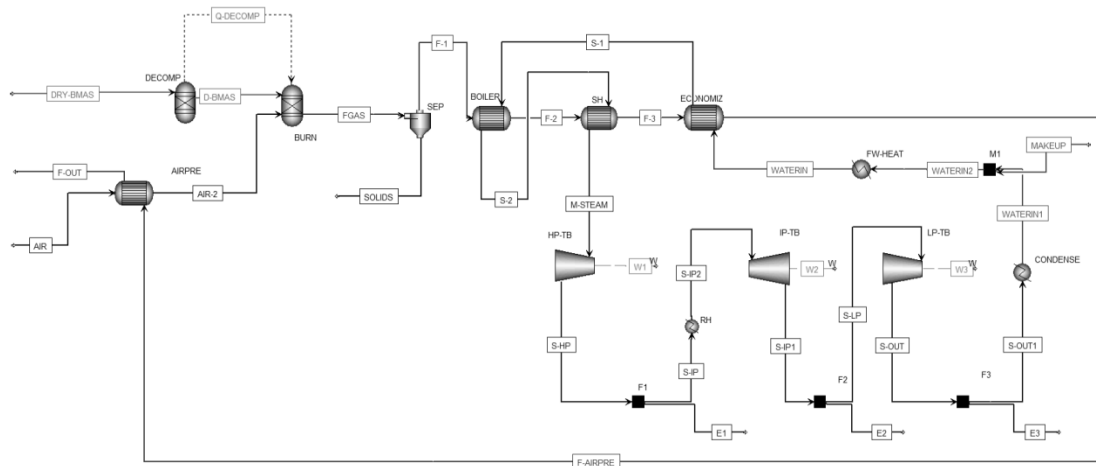 Q-DECOMP
F-1
S-1
DECOMP
DRY-BMAS
D-BMAS
BURN
FGAS
SEP
BOILER
F-2
SH
F-3
ECONOMIZ
S-2
F-OUT
AIRPRE
AIR-2
AIR
SOLIDS
M-STEAM
WATERIN
FW-HEAT
WATERIN2
M1
MAKEUP
WATERIN1
CONDENSE
HP-TB
W1
W
S-IP2
IP-TB
W2
W
S-LP
LP-TB
W3
W
RH
S-HP
S-IP
S-IP1
S-OUT
S-OUT1
F1
F2
F3
E1
E2
E3
F-AIRPRE